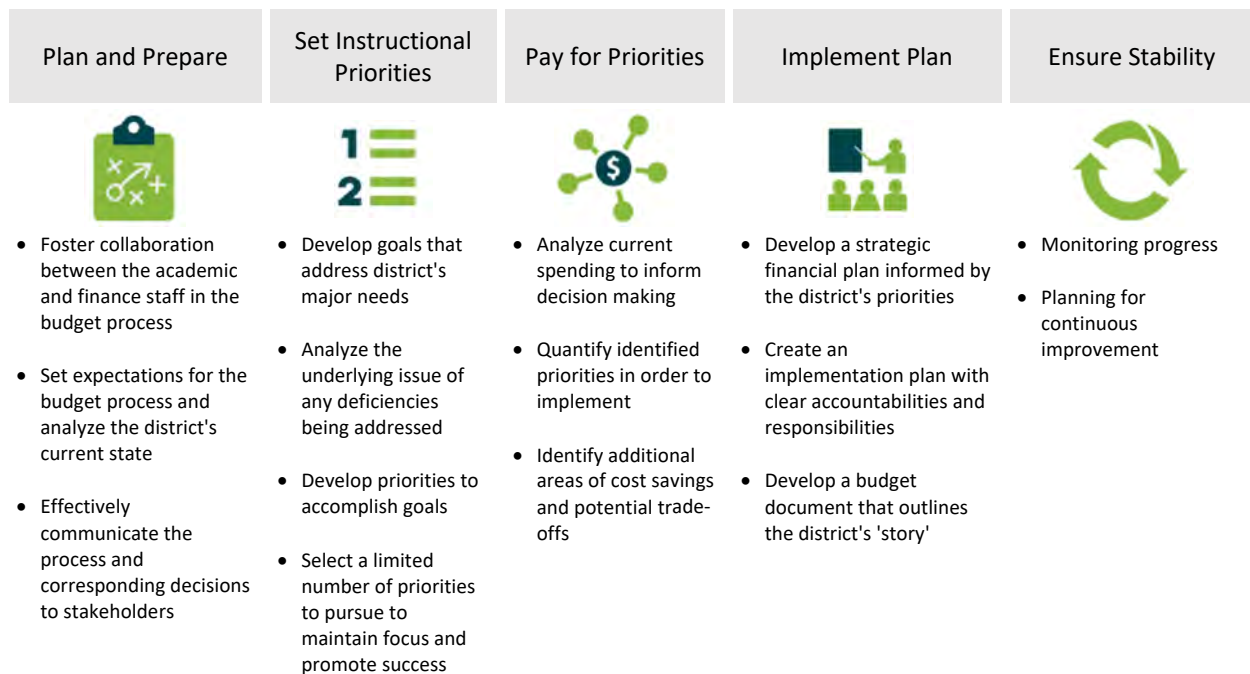 Plan and Prepare
Set Instructional
Priorities
Pay for Priorities
Implement Plan
Ensure Stability
1
2
$
• Foster collaboration
between the academic
and finance staff in the
budget process
• Set expectations for the
budget process and
analyze the district's
current state
• Effectively
communicate the
process and
corresponding decisions
to stakeholders
• Develop goals that
address district's
major needs
• Analyze the
underlying issue of
any deficiencies
being addressed
• Develop priorities to
accomplish goals
• Select a limited
number of priorities
to pursue to
maintain focus and
promote success
• Analyze current
spending to inform
decision making
• Quantify identified
priorities in order to
implement
• Identify additional
areas of cost savings
and potential trade-
offs
• Develop a strategic
financial plan informed by
the district's priorities
• Create an
implementation plan with
clear accountabilities and
responsibilities
• Develop a budget
document that outlines
the district's 'story'
• Monitoring progress
• Planning for
continuous
improvement